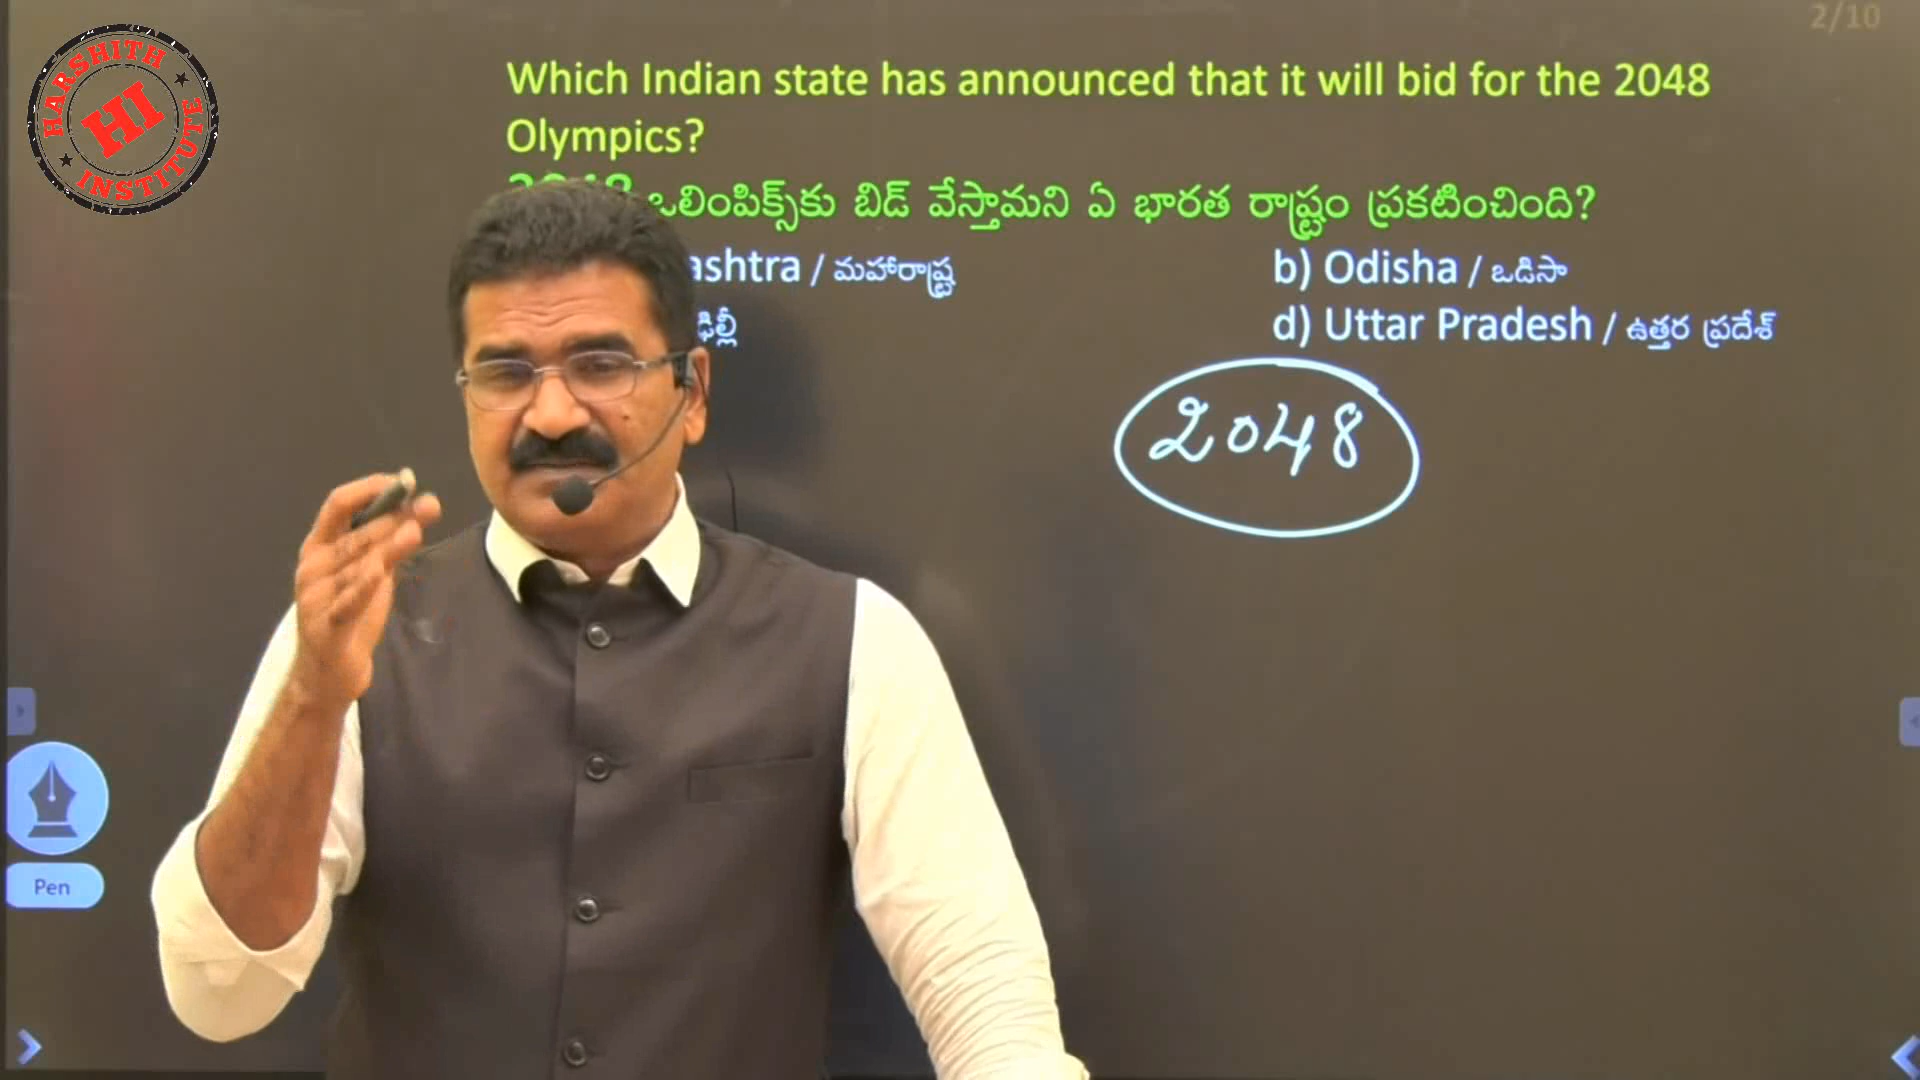 2/10
HARSHITH
HI
INSTITUTE
Which Indian state has announced that it will bid for the 2048
Olympics?
ఒలింపిక్స్‌కు బిడ్ వేస్తామని ఏ భారత రాష్ట్రం ప్రకటించింది?
ashtra / మహారాష్ట్ర b) Odisha / ఒడిసా
ఢిల్లీ d) Uttar Pradesh / ఉత్తర ప్రదేశ్
2048
Pen